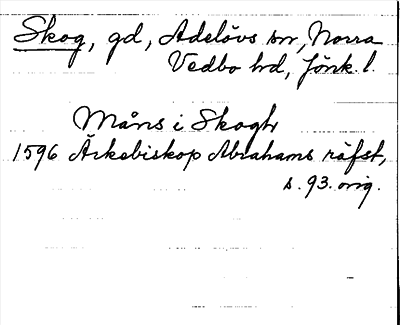 Skog, gd, Adelövs sn, Norra
Vedbo hd, Jönk. l.
Måns i Skogh
1596 Ärkebiskop Abrahams räfst,
s. 93. orig.